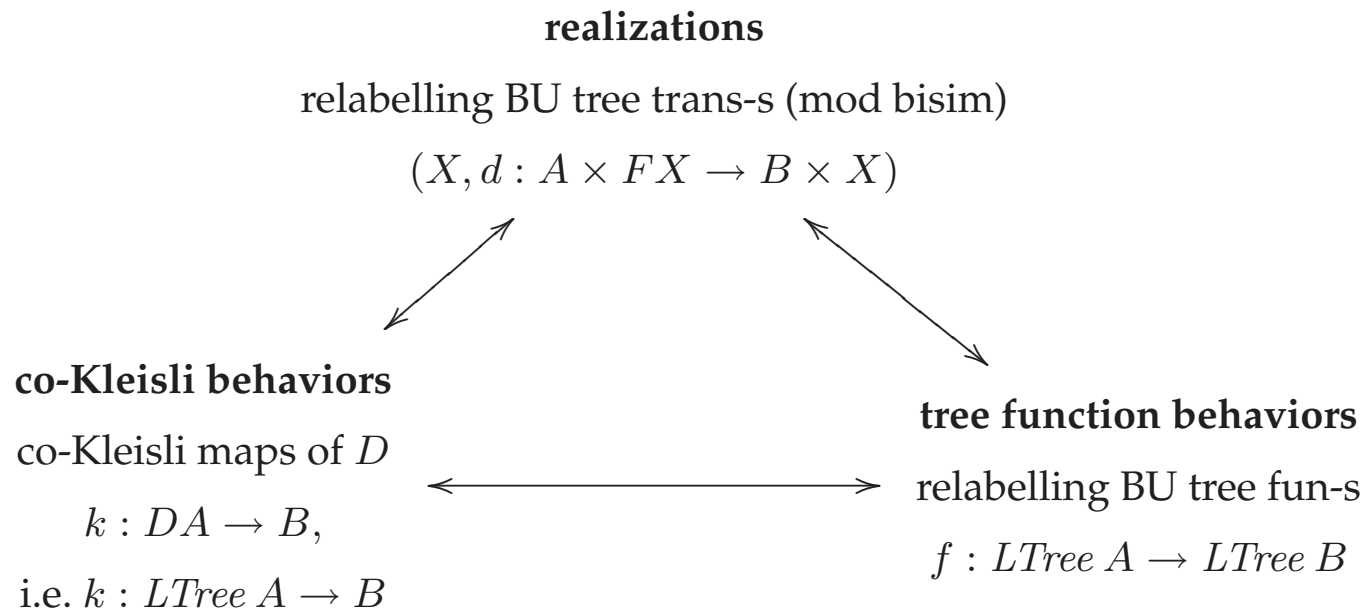 realizations
relabelling BU tree trans-s (mod bisim)
(X, d : A × FX → B × X)
co-Kleisli behaviors
co-Kleisli maps of D
k : DA → B,
i.e. k : LTree A → B
tree function behaviors
relabelling BU tree fun-s
f : LTree A → LTree B